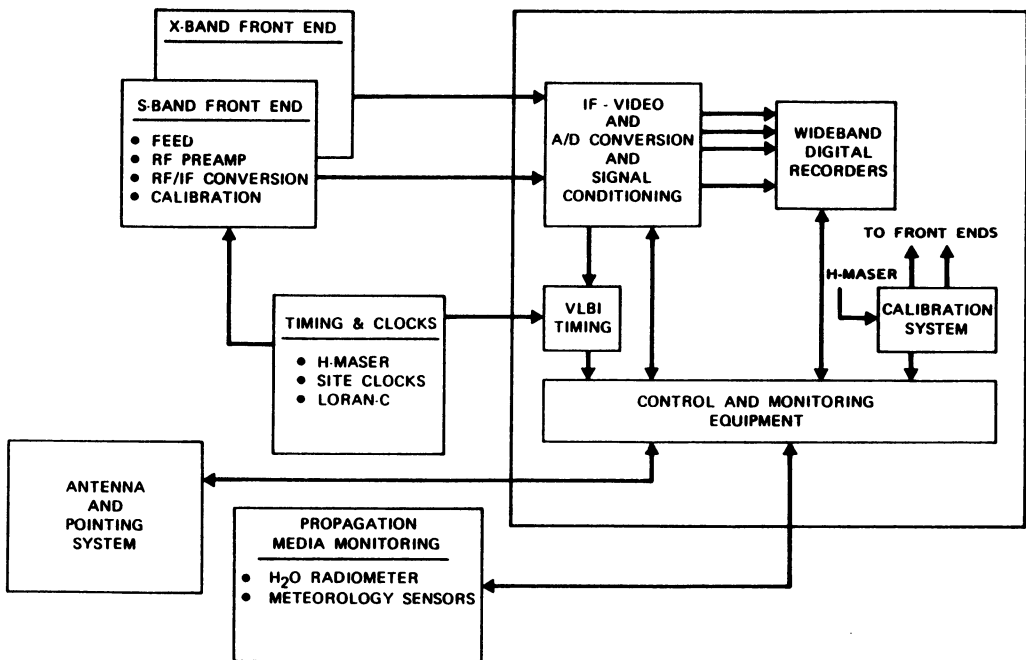 X-BAND FRONT END
S-BAND FRONT END
● FEED
● RF PREAMP
● RF/IF CONVERSION
● CALIBRATION
IF - VIDEO
AND
A/D CONVERSION
AND
SIGNAL
CONDITIONING
WIDEBAND
DIGITAL
RECORDERS
TO FRONT ENDS
H-MASER
CALIBRATION
SYSTEM
TIMING & CLOCKS
● H-MASER
● SITE CLOCKS
● LORAN-C
VLBI
TIMING
CONTROL AND MONITORING
EQUIPMENT
ANTENNA
AND
POINTING
SYSTEM
PROPAGATION
MEDIA MONITORING
● H₂O RADIOMETER
● METEOROLOGY SENSORS